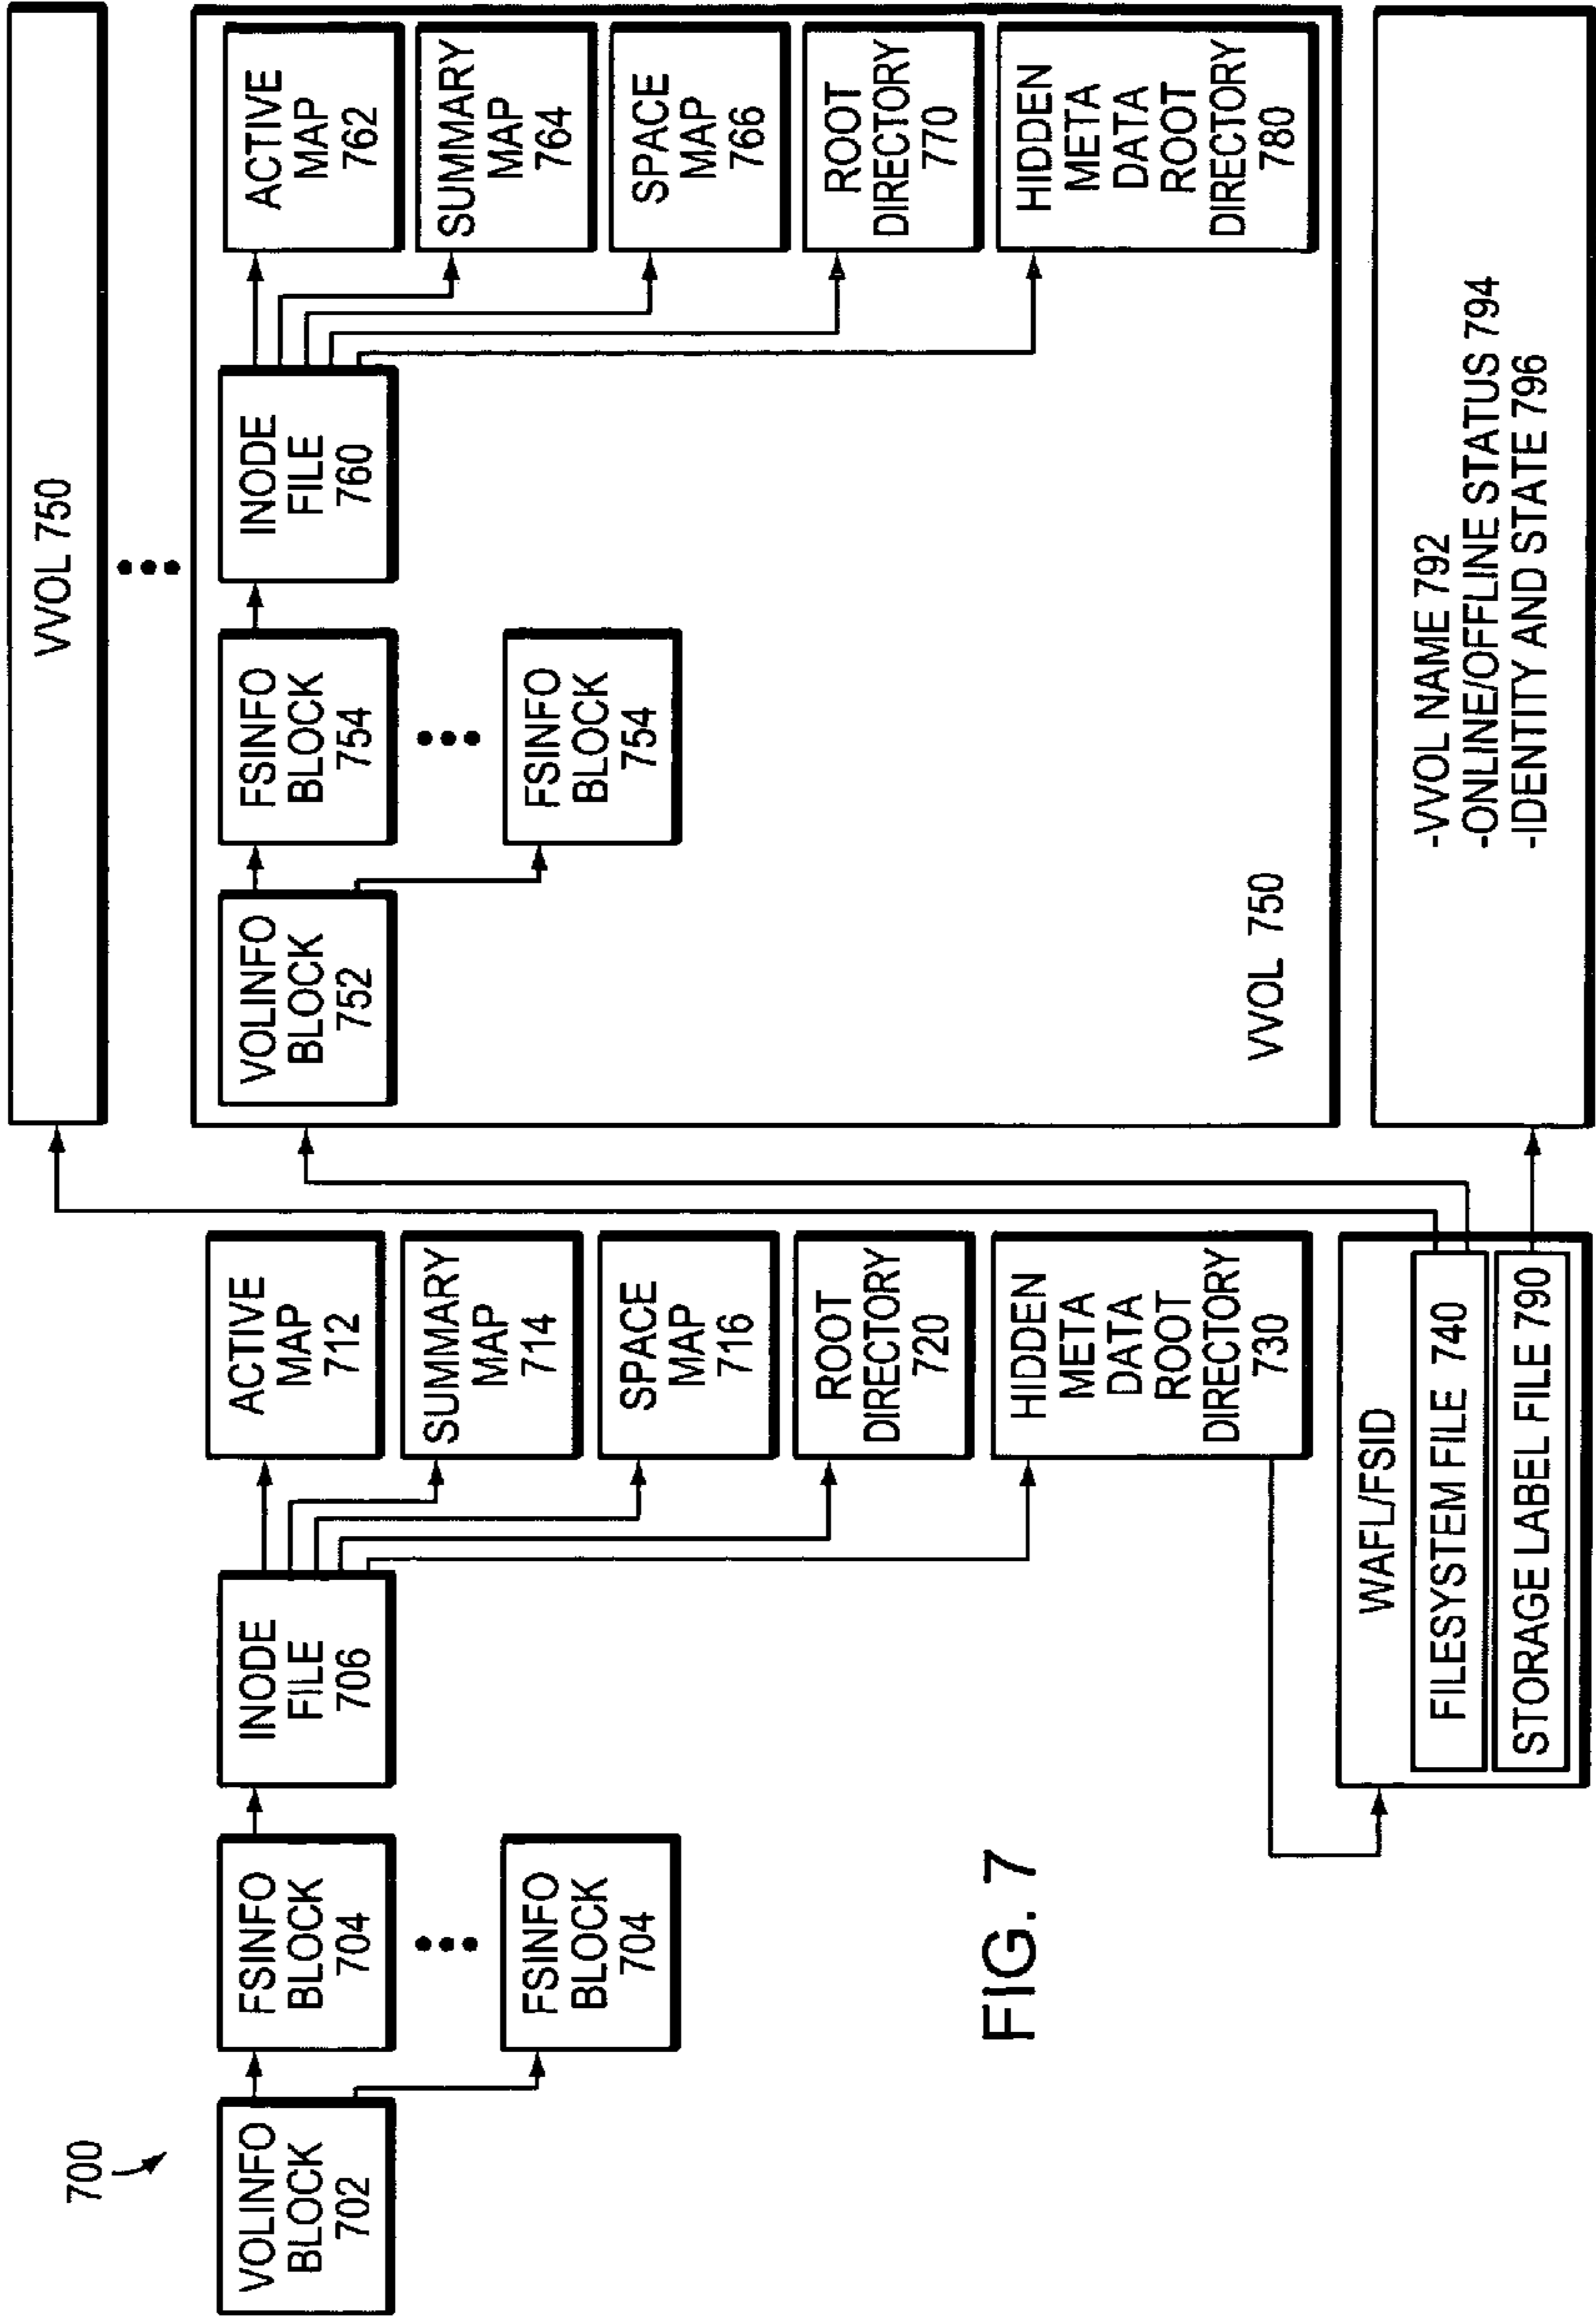 700
VOLINFO
BLOCK
702
FSINFO
BLOCK
704
FSINFO
BLOCK
704
INODE
FILE
706
ACTIVE
MAP
712
SUMMARY
MAP
714
SPACE
MAP
716
ROOT
DIRECTORY
720
HIDDEN
META
DATA
ROOT
DIRECTORY
730
WAFL/FSID
FILESYSTEM FILE 740
STORAGE LABEL FILE 790
VVOL 750
VOLINFO
BLOCK
752
FSINFO
BLOCK
754
FSINFO
BLOCK
754
INODE
FILE
760
ACTIVE
MAP
762
SUMMARY
MAP
764
SPACE
MAP
766
ROOT
DIRECTORY
770
HIDDEN
META
DATA
ROOT
DIRECTORY
780
VVOL 750
-VVOL NAME 792
-ONLINE/OFFLINE STATUS 794
-IDENTITY AND STATE 796
FIG. 7